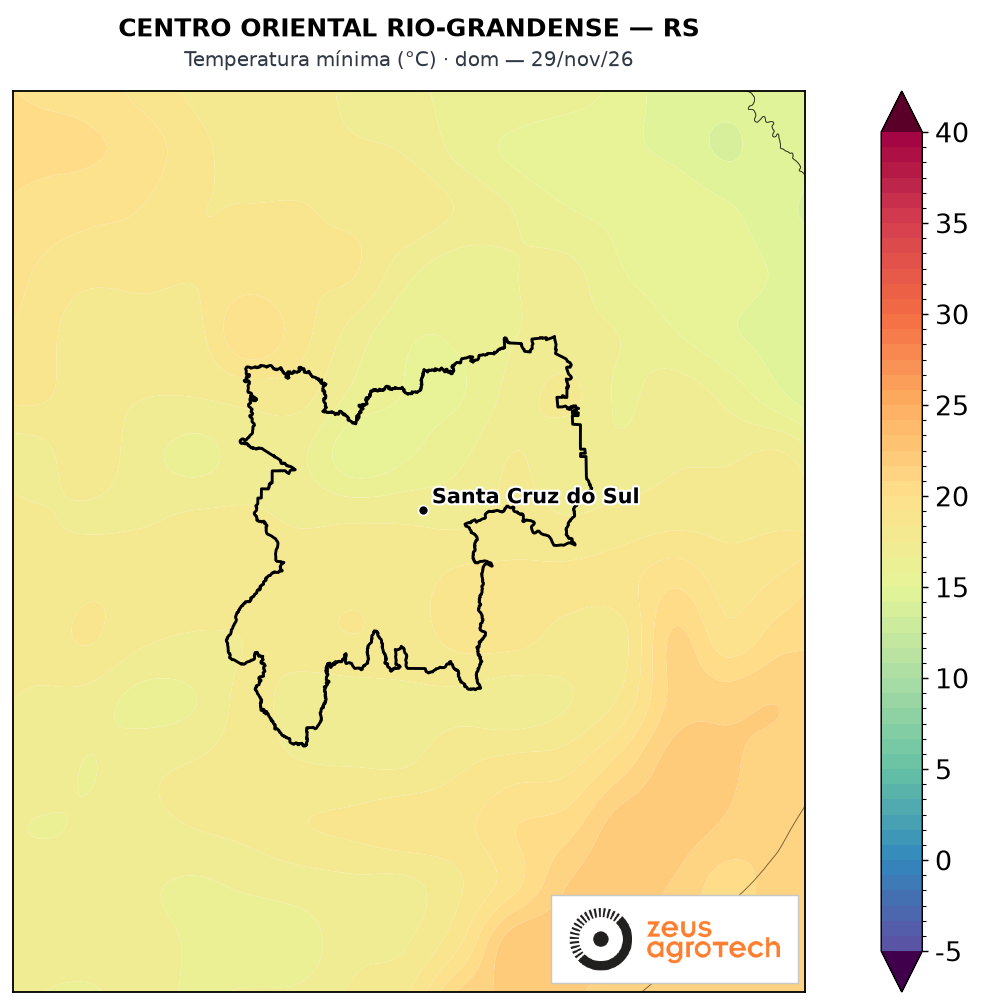 CENTRO ORIENTAL RIO-GRANDENSE — RS
Temperatura mínima (°C) · dom — 29/nov/26
40
35
30
25
20
15
10
5
0
-5
Santa Cruz do Sul
zeus
agrotech